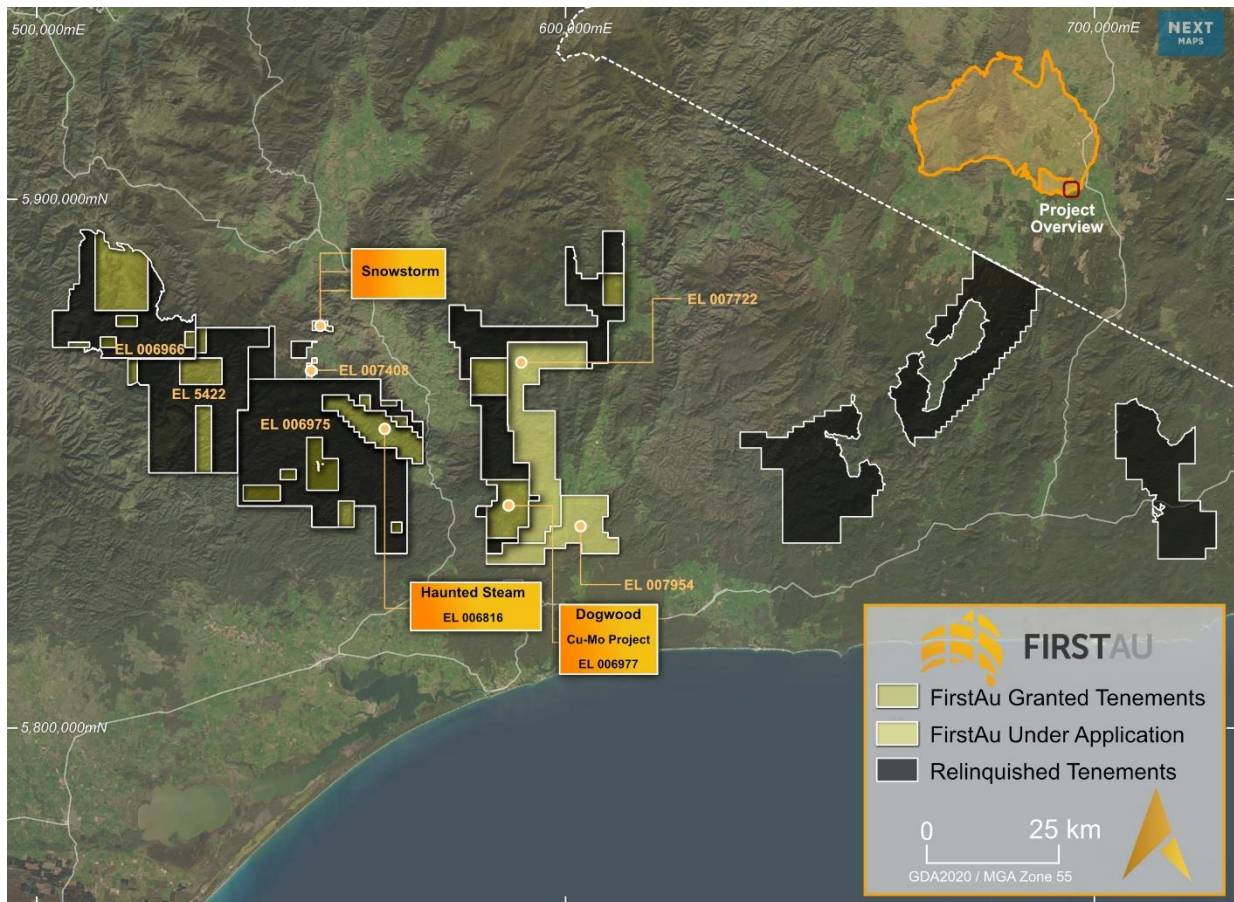 500,000mE
600,000mE
700,000mE
NEXT
MAPS
5,900,000mN
Project
Overview
Snowstorm
EL 007722
EL 006966
EL 007408
EL 5422
EL 006975
EL 007954
Haunted Steam
EL 006816
Dogwood
Cu-Mo Project
EL 006977
5,800,000mN
FIRSTAU
FirstAu Granted Tenements
FirstAu Under Application
Relinquished Tenements
0 25 km
GDA2020 / MGA Zone 55